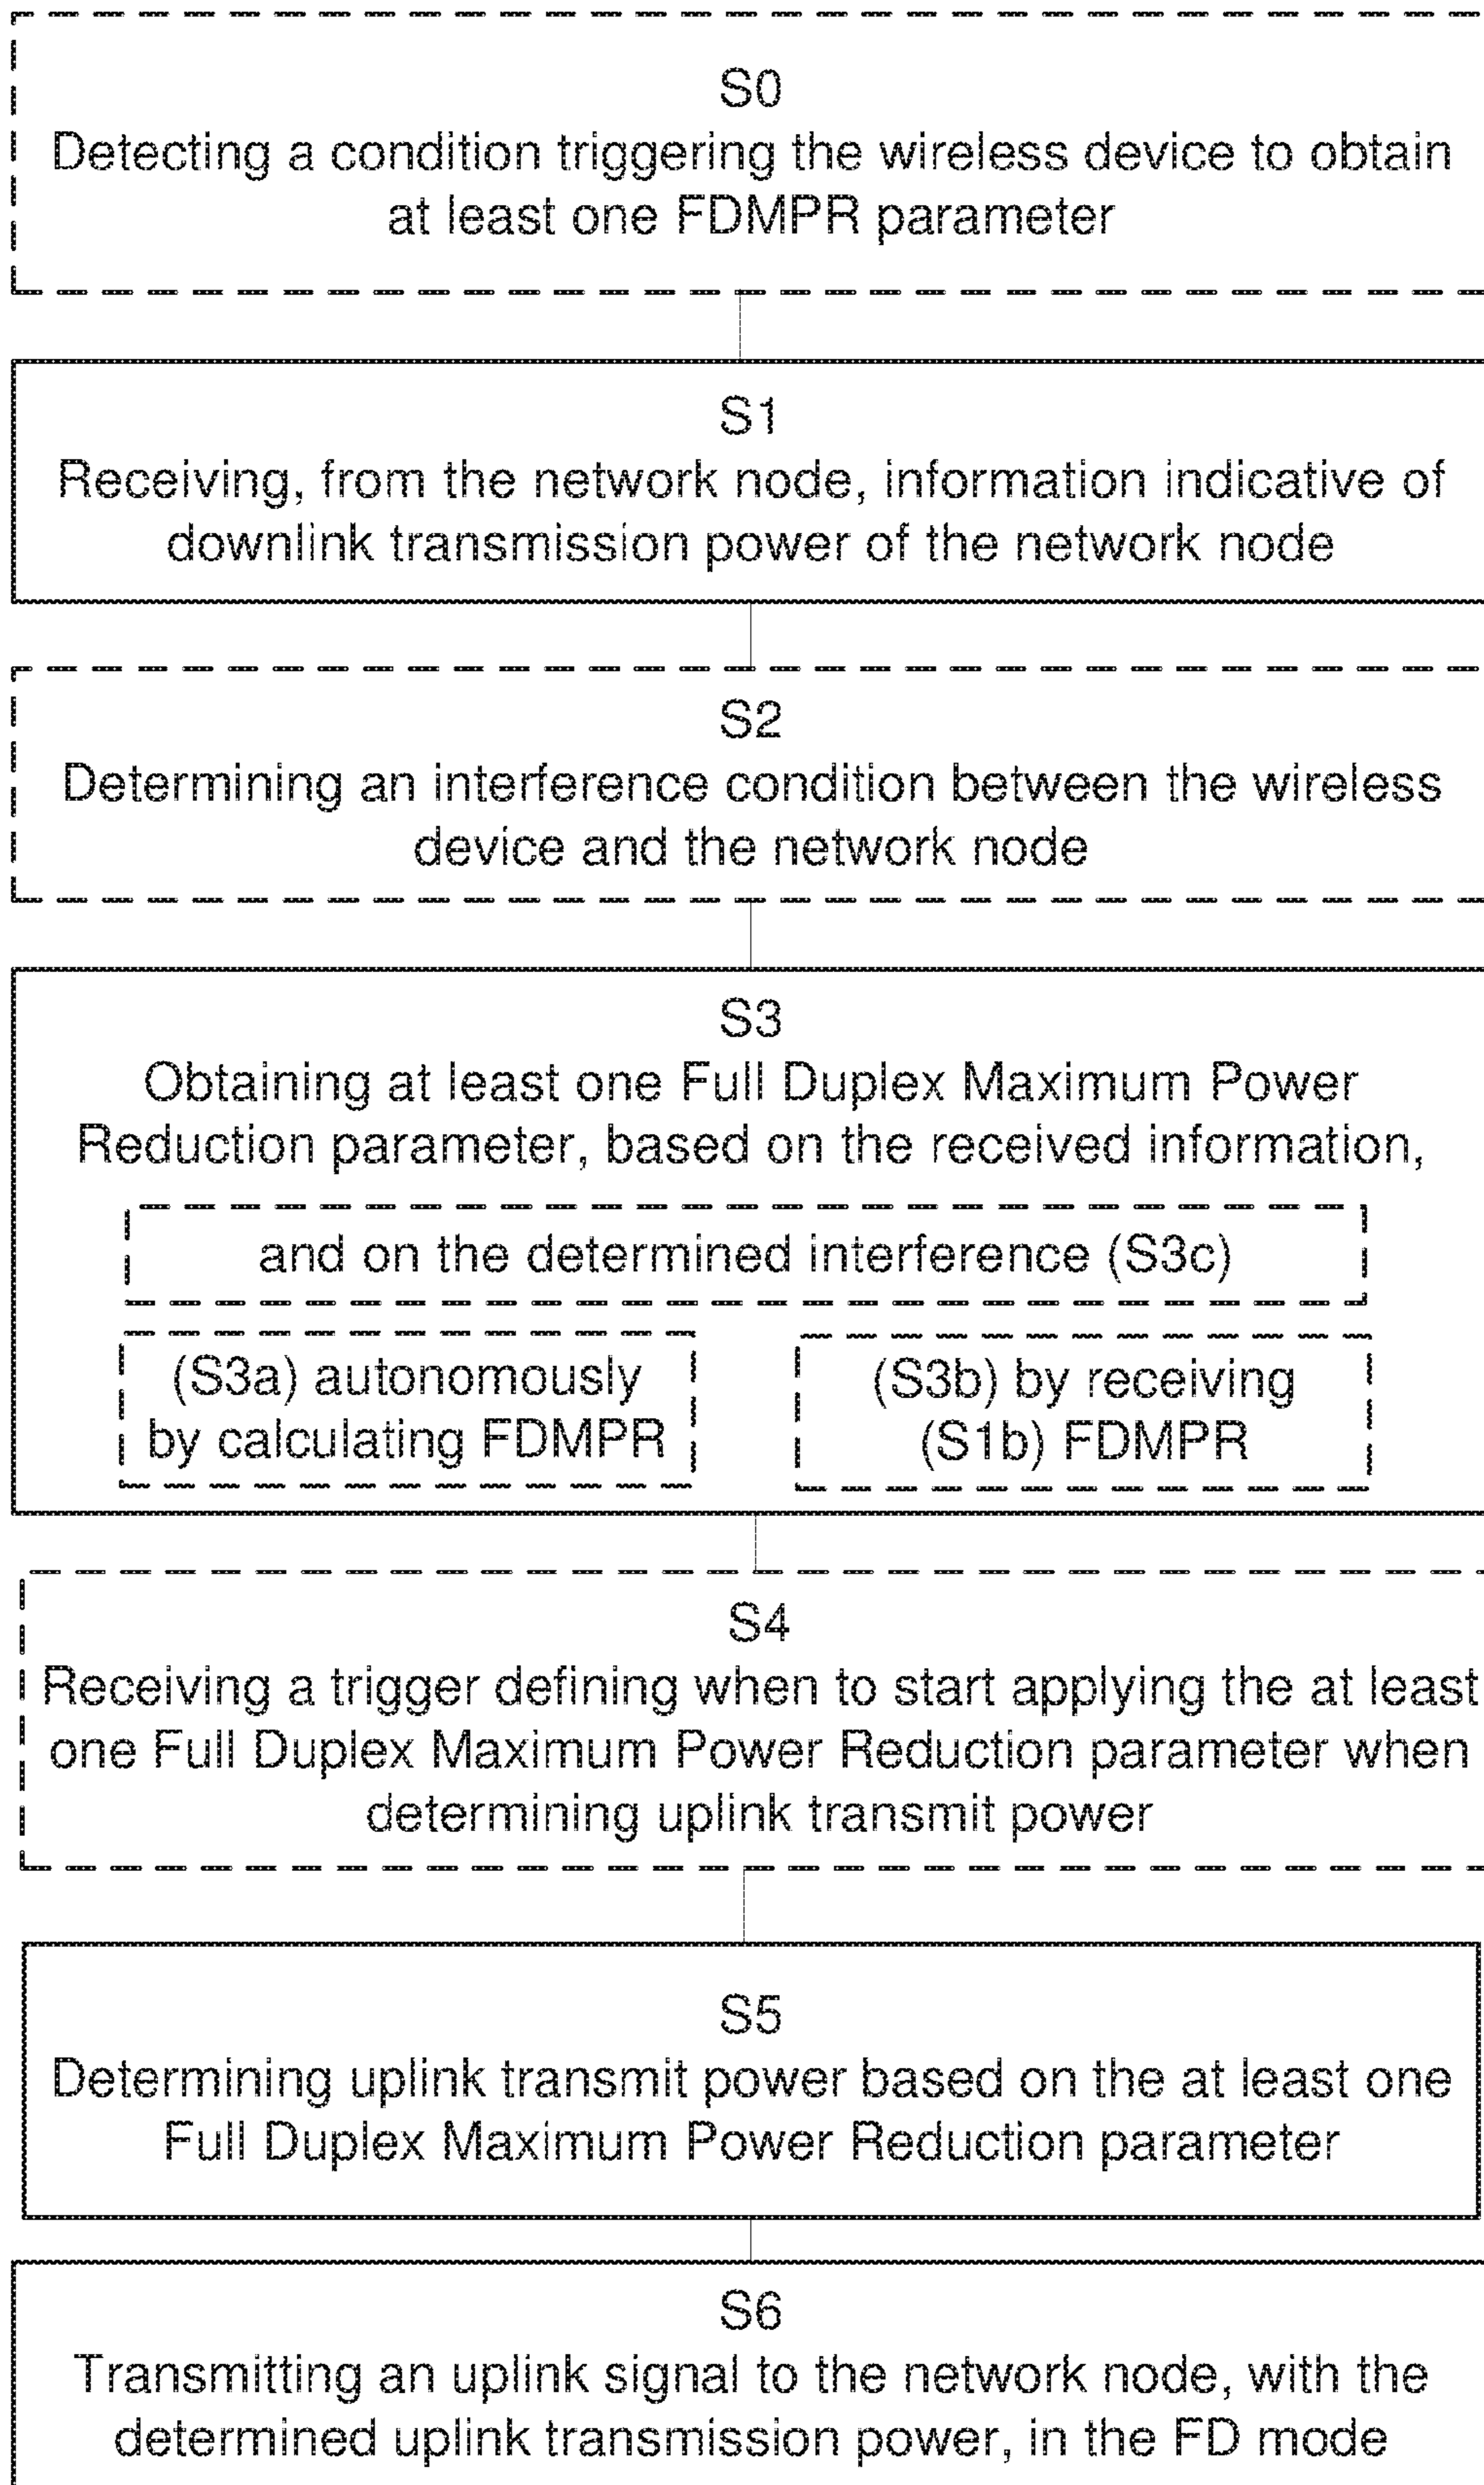 S0
Detecting a condition triggering the wireless device to obtain
at least one FDMPR parameter
S1
Receiving, from the network node, information indicative of
downlink transmission power of the network node
S2
Determining an interference condition between the wireless
device and the network node
S3
Obtaining at least one Full Duplex Maximum Power
Reduction parameter, based on the received information,
and on the determined interference (S3c)
(S3a) autonomously
by calculating FDMPR
(S3b) by receiving
(S1b) FDMPR
S4
Receiving a trigger defining when to start applying the at least
one Full Duplex Maximum Power Reduction parameter when
determining uplink transmit power
S5
Determining uplink transmit power based on the at least one
Full Duplex Maximum Power Reduction parameter
S6
Transmitting an uplink signal to the network node, with the
determined uplink transmission power, in the FD mode